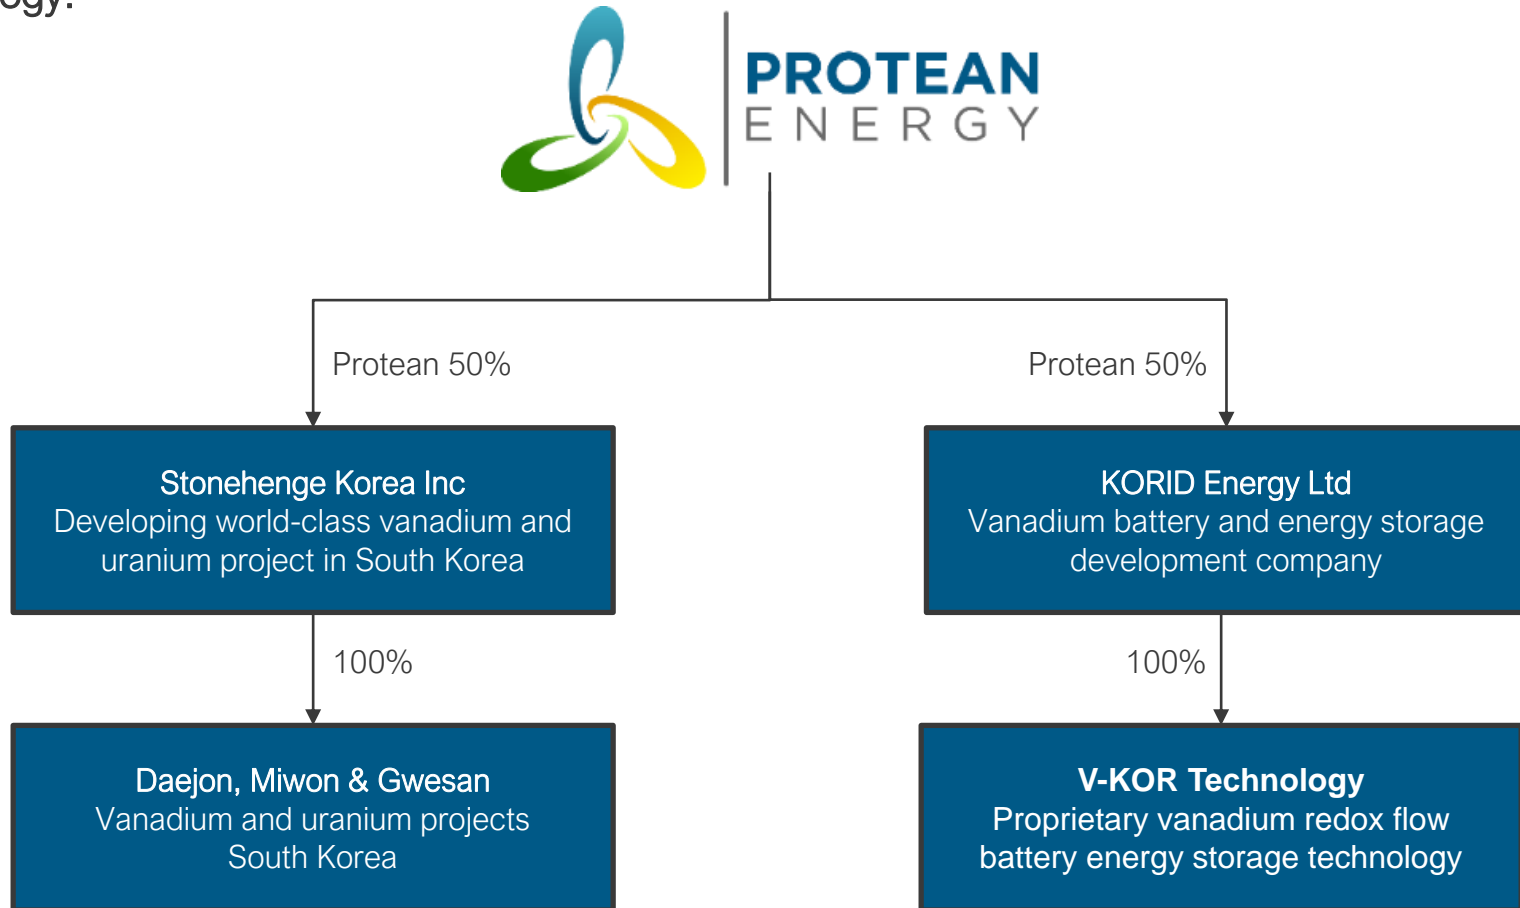 ogy.
PROTEAN
ENERGY
Protean 50%
Protean 50%
Stonehenge Korea Inc
Developing world-class vanadium and
uranium project in South Korea
KORID Energy Ltd
Vanadium battery and energy storage
development company
100%
100%
Daejon, Miwon & Gwesan
Vanadium and uranium projects
South Korea
V-KOR Technology
Proprietary vanadium redox flow
battery energy storage technology